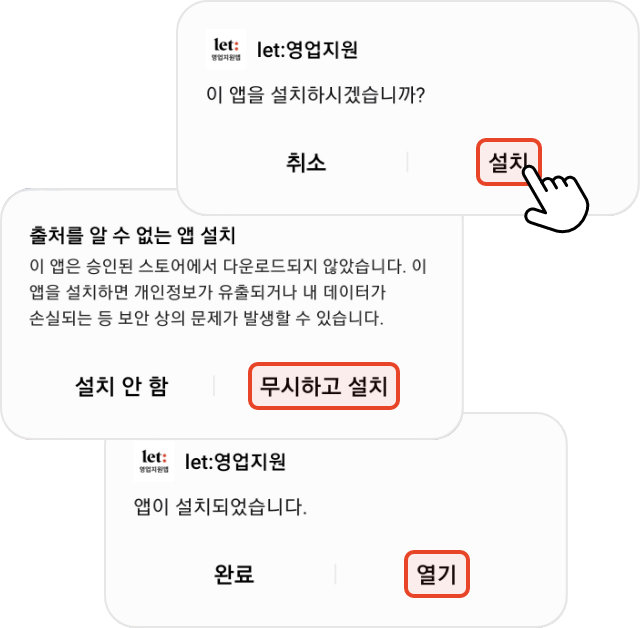 let:
영업지원앱
let:영업지원
이 앱을 설치하시겠습니까?
취소
설치
출처를 알 수 없는 앱 설치
이 앱은 승인된 스토어에서 다운로드되지 않았습니다. 이
앱을 설치하면 개인정보가 유출되거나 내 데이터가
손실되는 등 보안 상의 문제가 발생할 수 있습니다.
설치 안 함
무시하고 설치
let:
영업지원앱
let:영업지원
앱이 설치되었습니다.
완료
열기